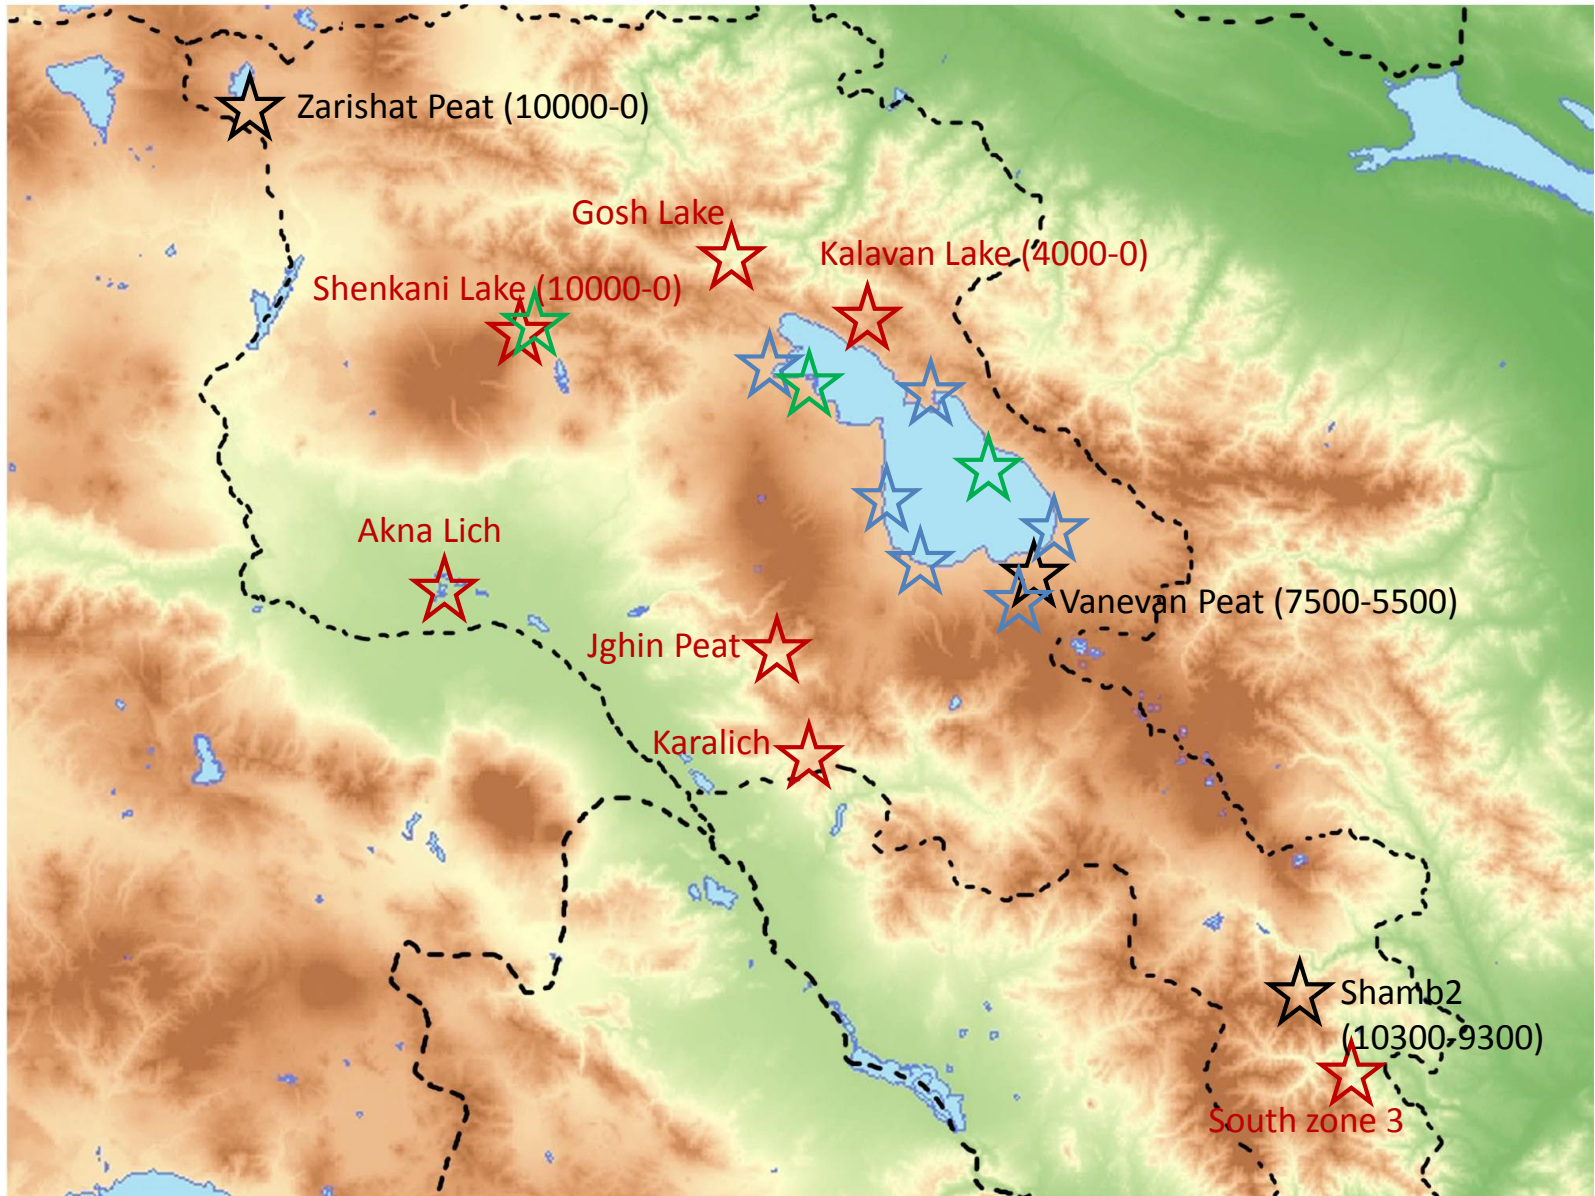 Zarishat Peat (10000-0)
Gosh Lake
Kalavan Lake (4000-0)
Shenkani Lake (10000-0)
Akna Lich
Vanevan Peat (7500-5500)
Jghin Peat
Karalich
Shamb2
(10300-9300)
South zone 3